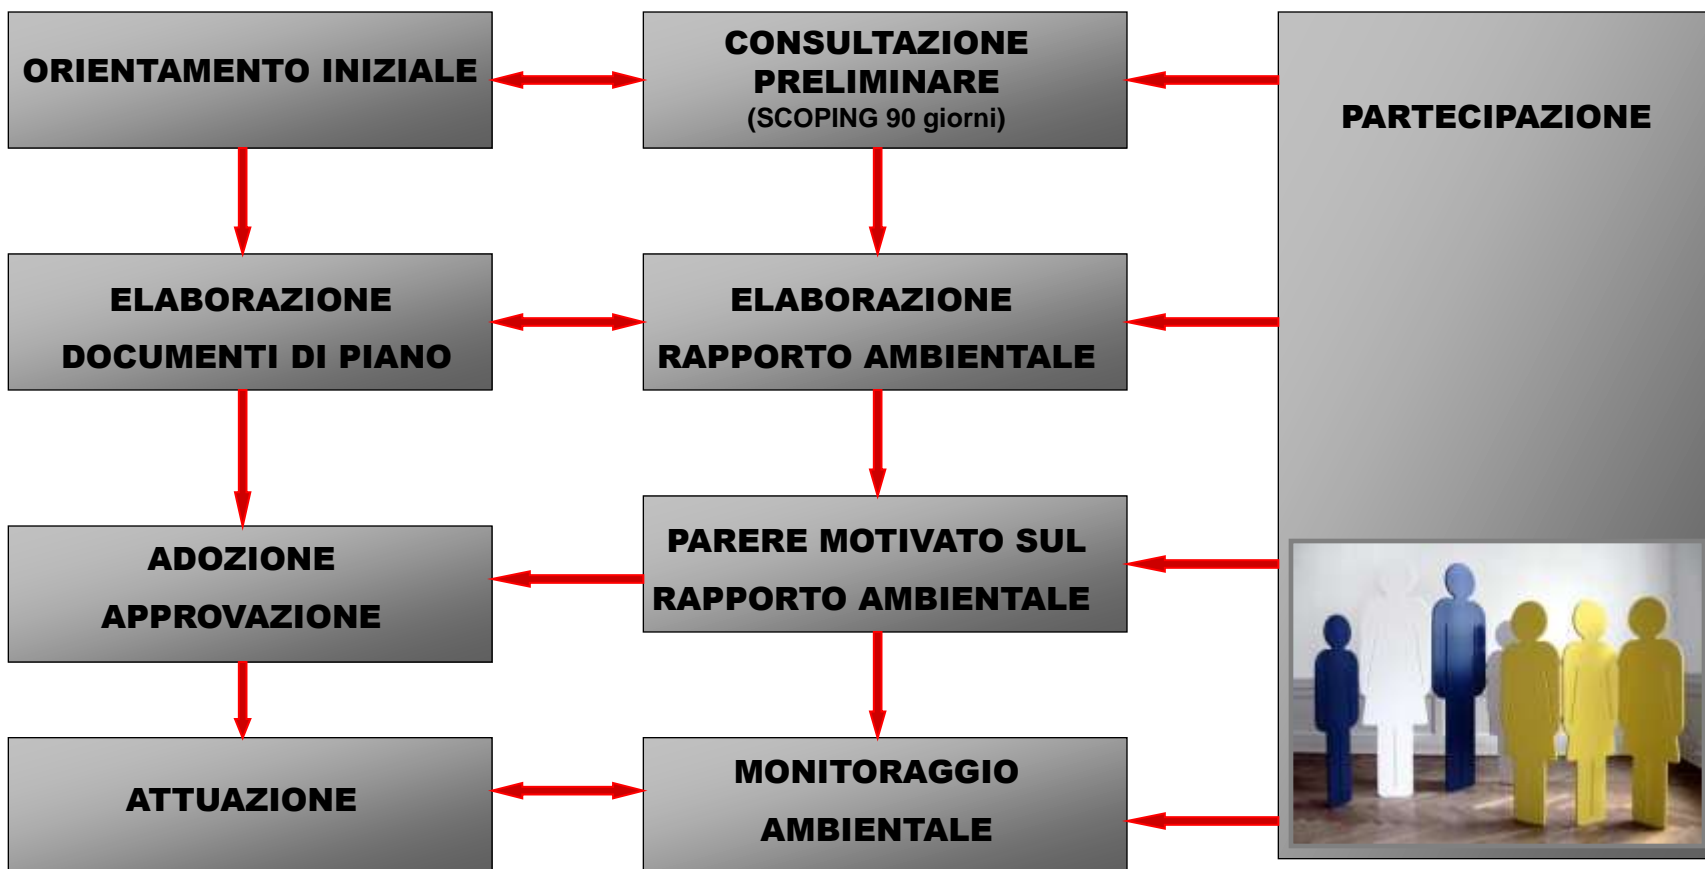 ORIENTAMENTO INIZIALE
CONSULTAZIONE
PRELIMINARE
(SCOPING 90 giorni)
PARTECIPAZIONE
ELABORAZIONE
DOCUMENTI DI PIANO
ELABORAZIONE
RAPPORTO AMBIENTALE
ADOZIONE
APPROVAZIONE
PARERE MOTIVATO SUL
RAPPORTO AMBIENTALE
ATTUAZIONE
MONITORAGGIO
AMBIENTALE